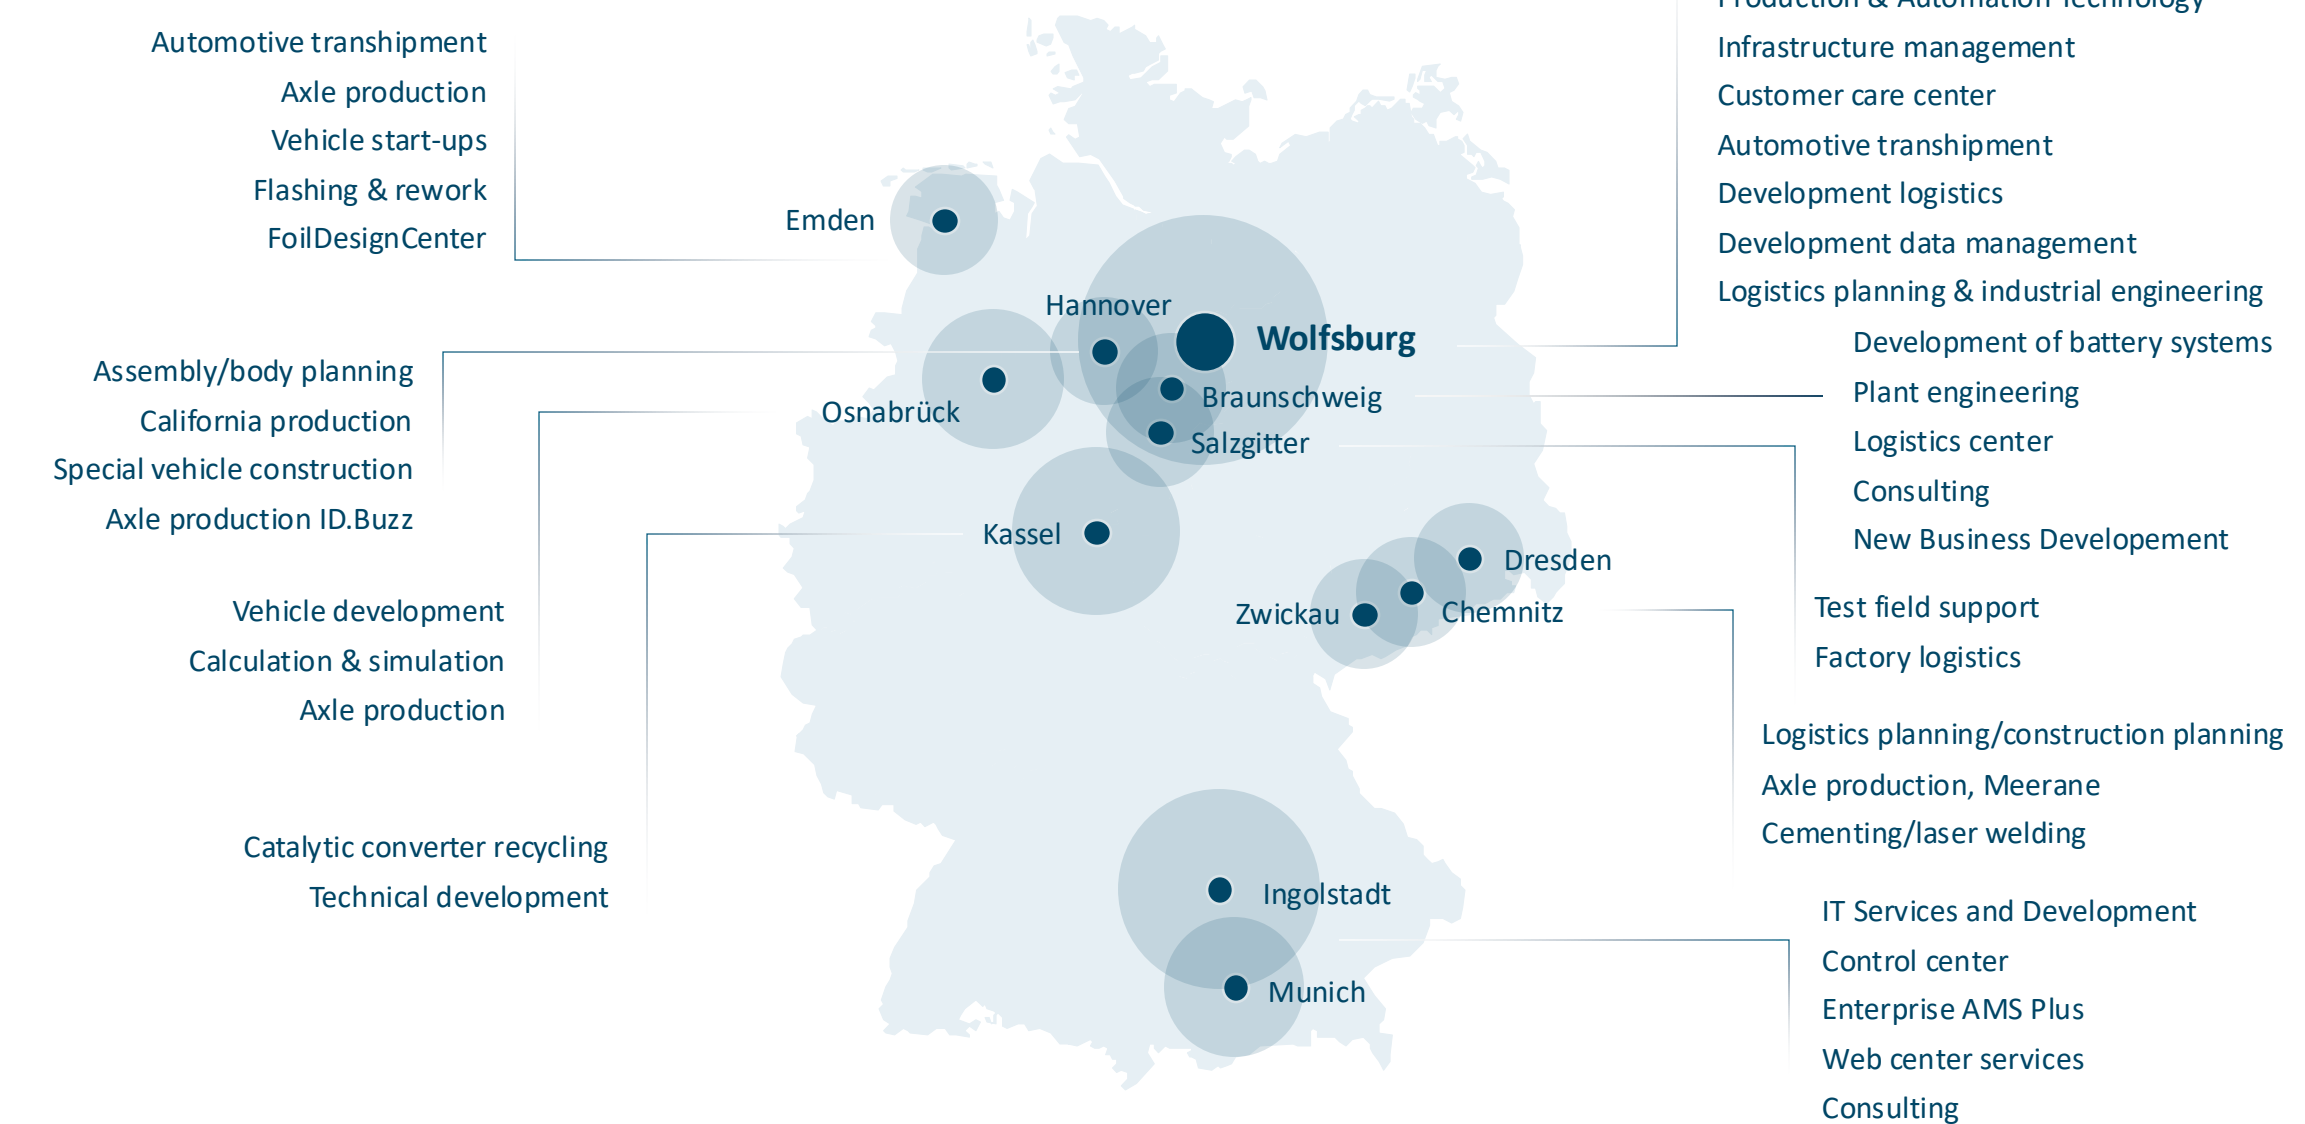 Automotive transhipment
Axle production
Vehicle start-ups
Flashing & rework
FoilDesignCenter
Assembly/body planning
California production
Special vehicle construction
Axle production ID.Buzz
Vehicle development
Calculation & simulation
Axle production
Catalytic converter recycling
Technical development
Emden
Hannover
Wolfsburg
Osnabrück
Braunschweig
Salzgitter
Kassel
Dresden
Zwickau
Chemnitz
Ingolstadt
Munich
Production & Automation Technology
Infrastructure management
Customer care center
Automotive transhipment
Development logistics
Development data management
Logistics planning & industrial engineering
Development of battery systems
Plant engineering
Logistics center
Consulting
New Business Developement
Test field support
Factory logistics
Logistics planning/construction planning
Axle production, Meerane
Cementing/laser welding
IT Services and Development
Control center
Enterprise AMS Plus
Web center services
Consulting